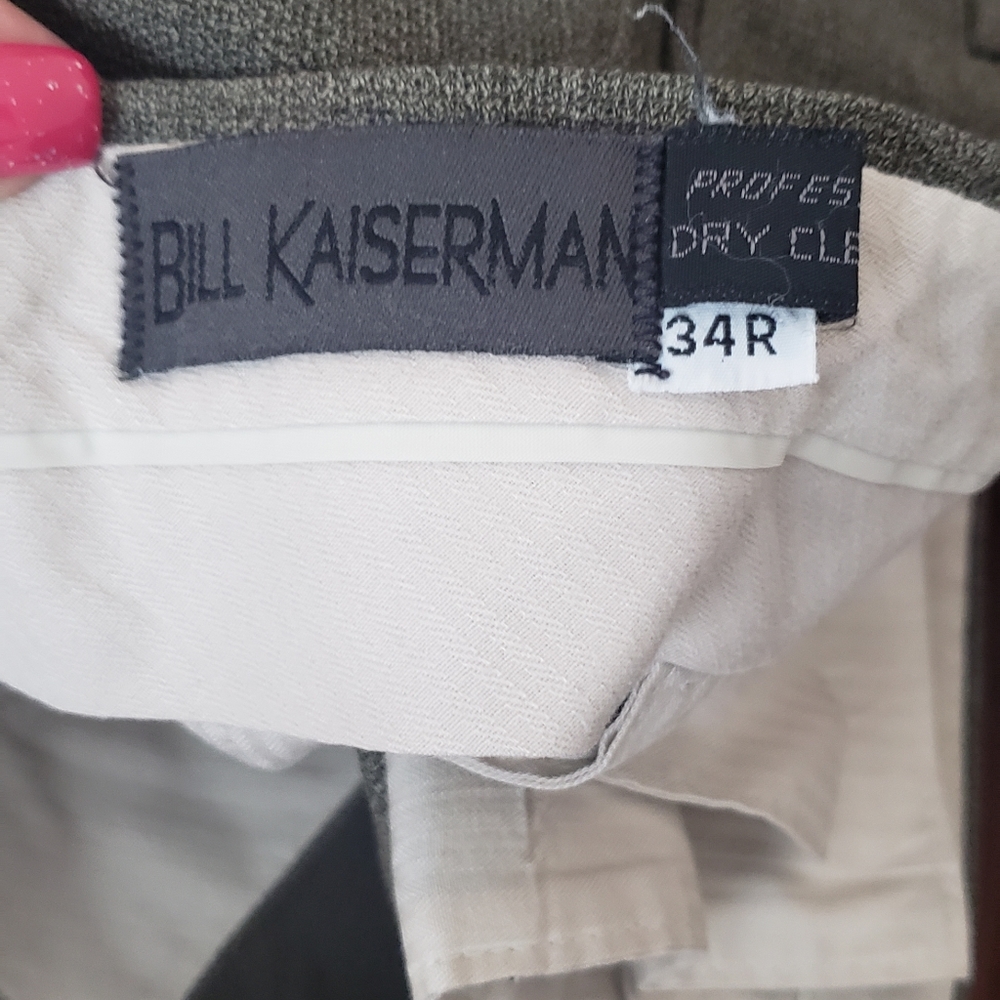 BILL KAISERMAN
PROFES
DRY CLE
34R